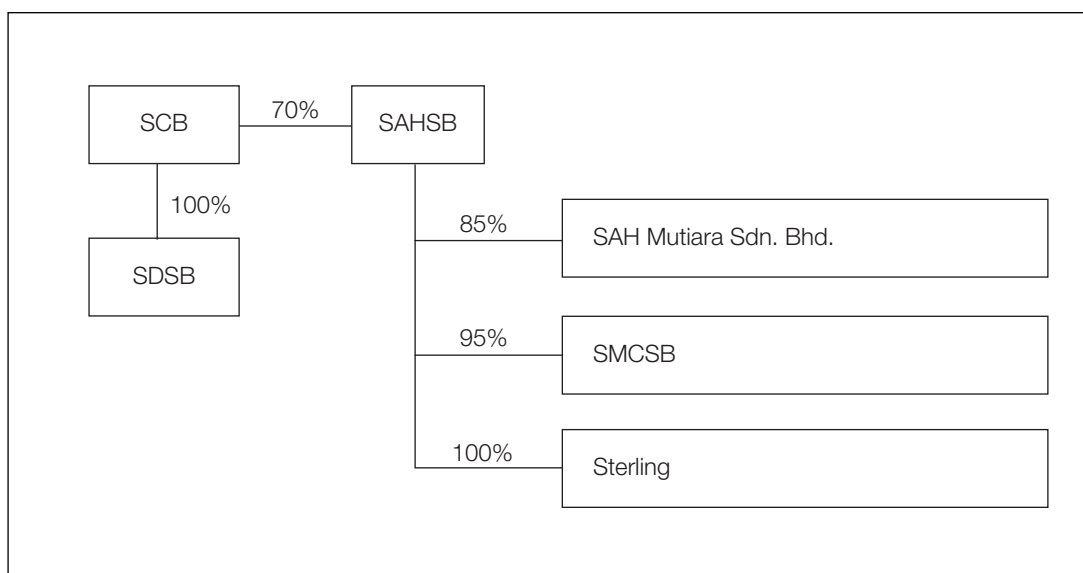 SCB
70%
SAHSB
100%
SDSB
85%
SAH Mutiara Sdn. Bhd.
95%
SMCSB
100%
Sterling